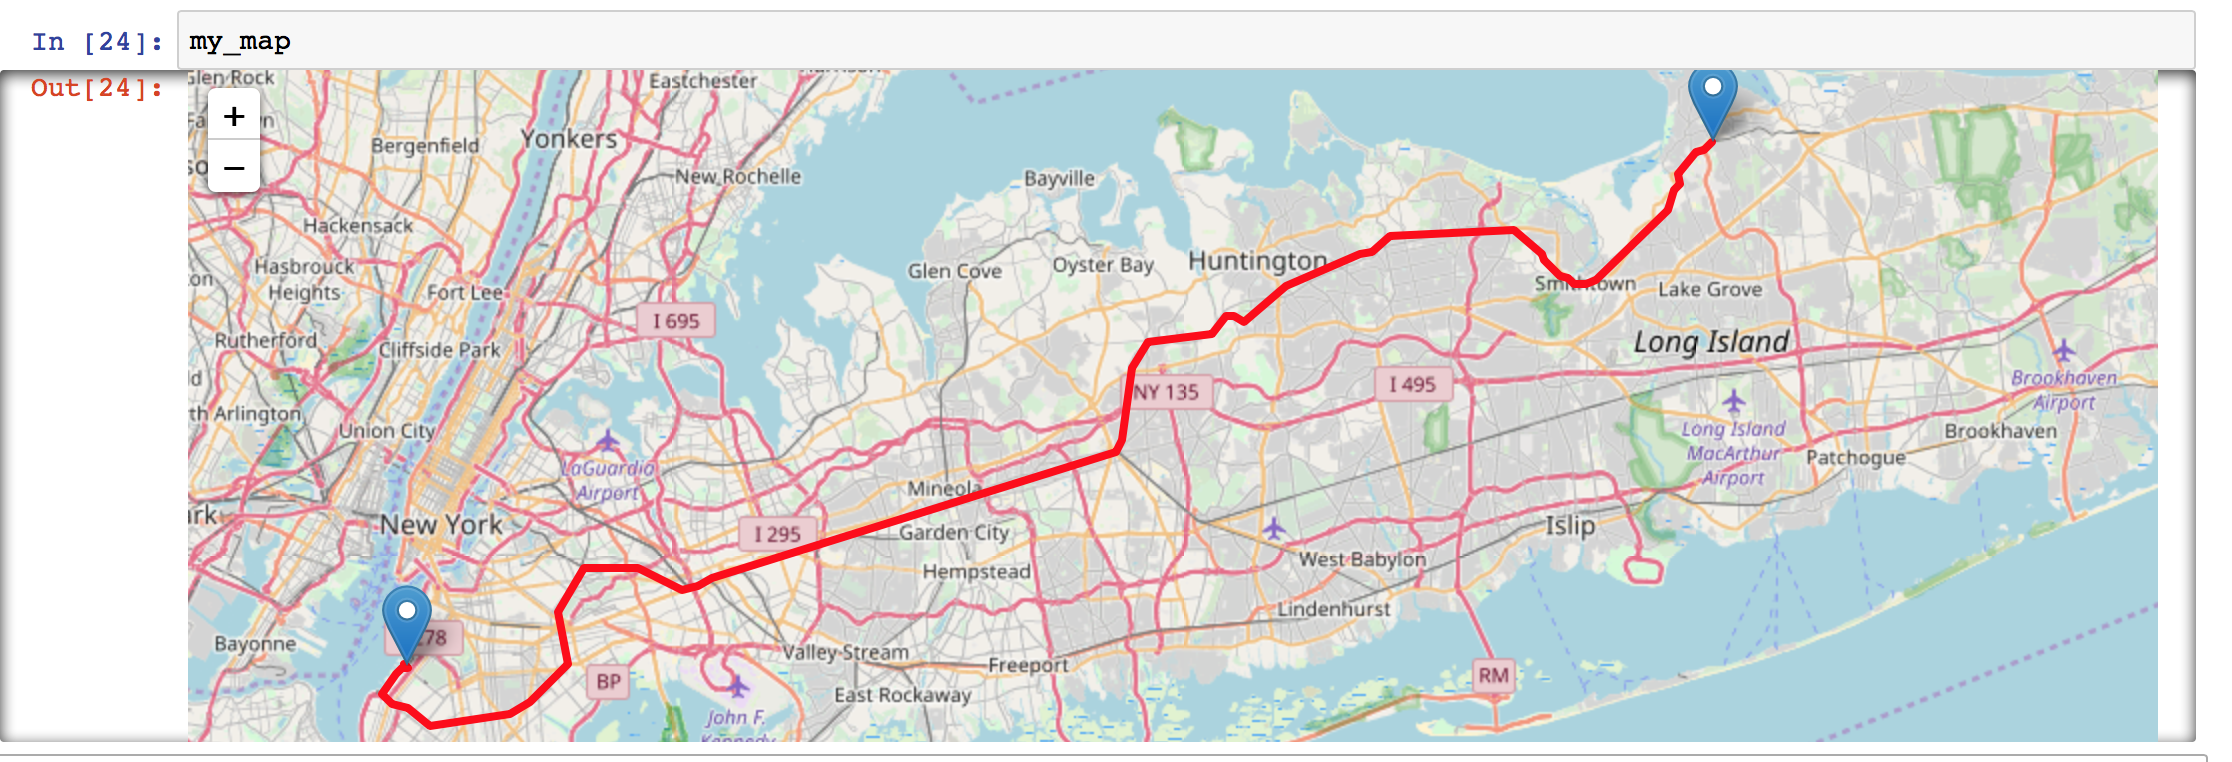 In [24]:
my_map
Out[24]:
+
−
Glen Rock
Eastchester
Yonkers
Bergenfield
New Rochelle
Bayville
Hackensack
Hasbrouck
Heights
Fort Lee
Glen Cove
Oyster Bay
Huntington
Smithtown
Lake Grove
I 695
Rutherford
Cliffside Park
Long Island
NY 135
I 495
Brookhaven
Airport
th Arlington
Union City
Long Island
MacArthur
Airport
Brookhaven
Patchogue
LaGuardia
Airport
Mineola
New York
I 295
Garden City
Islip
West Babylon
Hempstead
Lindenhurst
278
Bayonne
Valley Stream
Freeport
BP
East Rockaway
RM
John F.
Kennedy